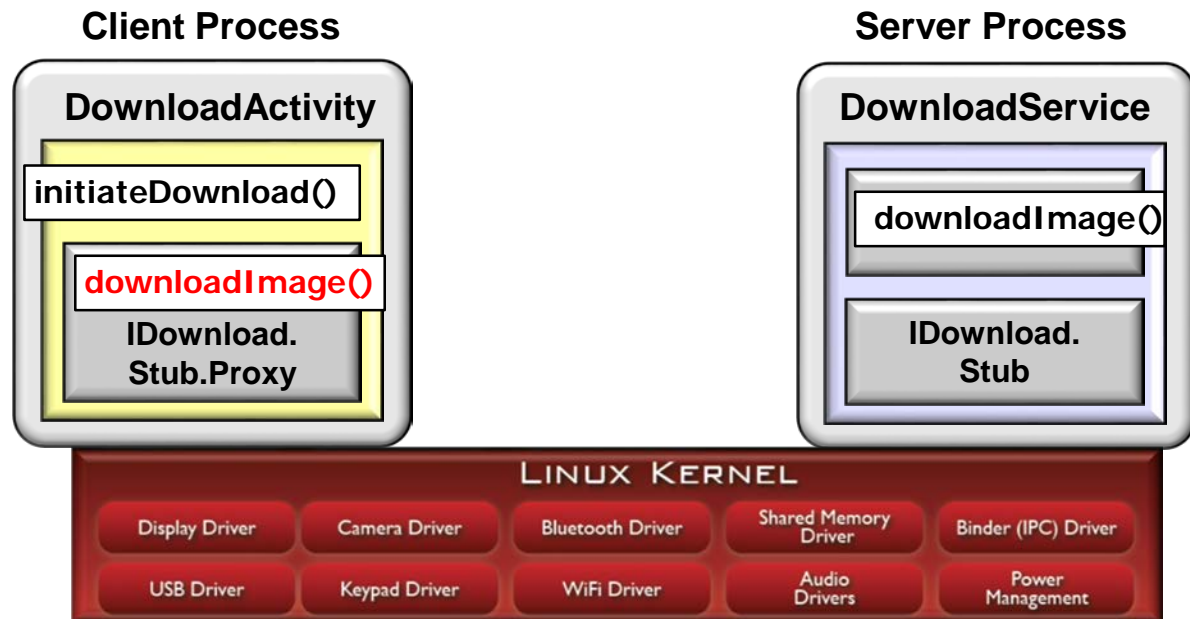 Client Process
Server Process
DownloadActivity
initiateDownload()
downloadImage()
IDownload.
Stub.Proxy
DownloadService
downloadImage()
IDownload.
Stub
LINUX KERNEL
Display Driver
Camera Driver
Bluetooth Driver
Shared Memory
Driver
Binder (IPC) Driver
USB Driver
Keypad Driver
WiFi Driver
Audio
Drivers
Power
Management